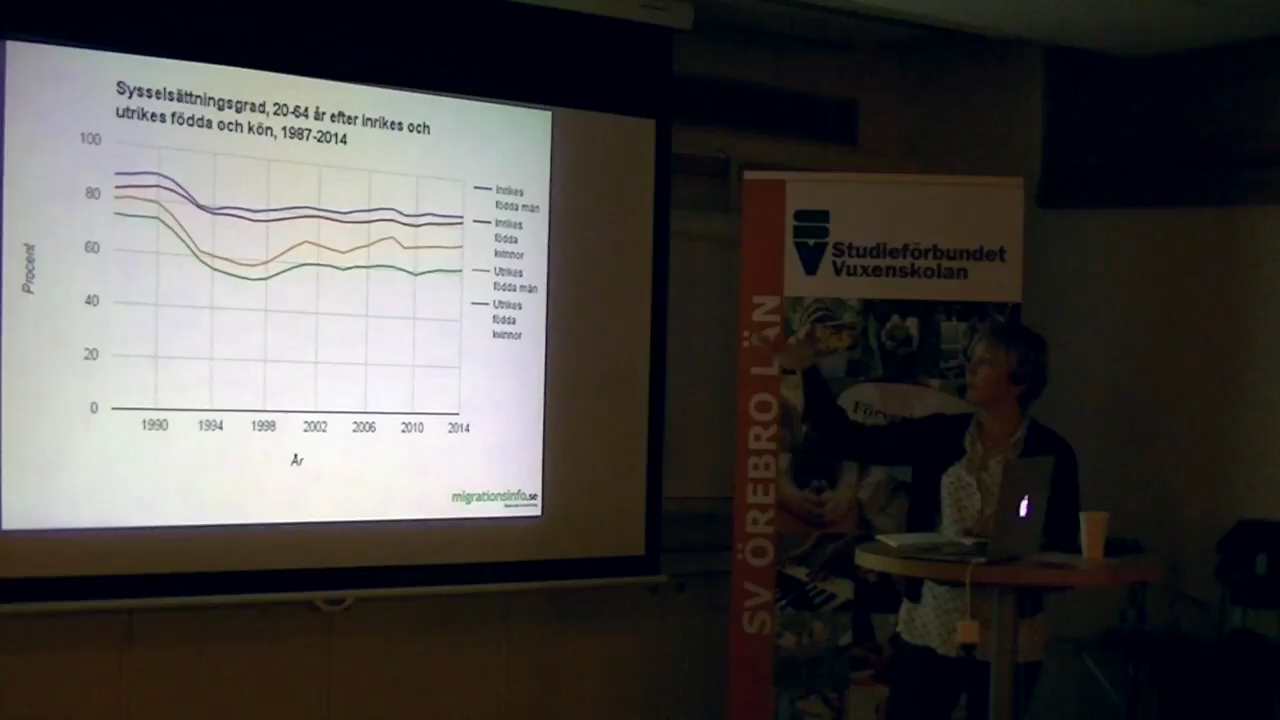 Sysselsättningsgrad, 20-64 år efter inrikes och
utrikes födda och kön, 1987-2014
100
80
60
40
20
0
Procent
1990 1994 1998 2002 2006 2010 2014
År
Inrikes
födda män
Inrikes
födda
kvinnor
Utrikes
födda män
Utrikes
födda
kvinnor
migrationsinfo.se
SV
Studieförbundet
Vuxenskolan
SV ÖREBRO LÄN